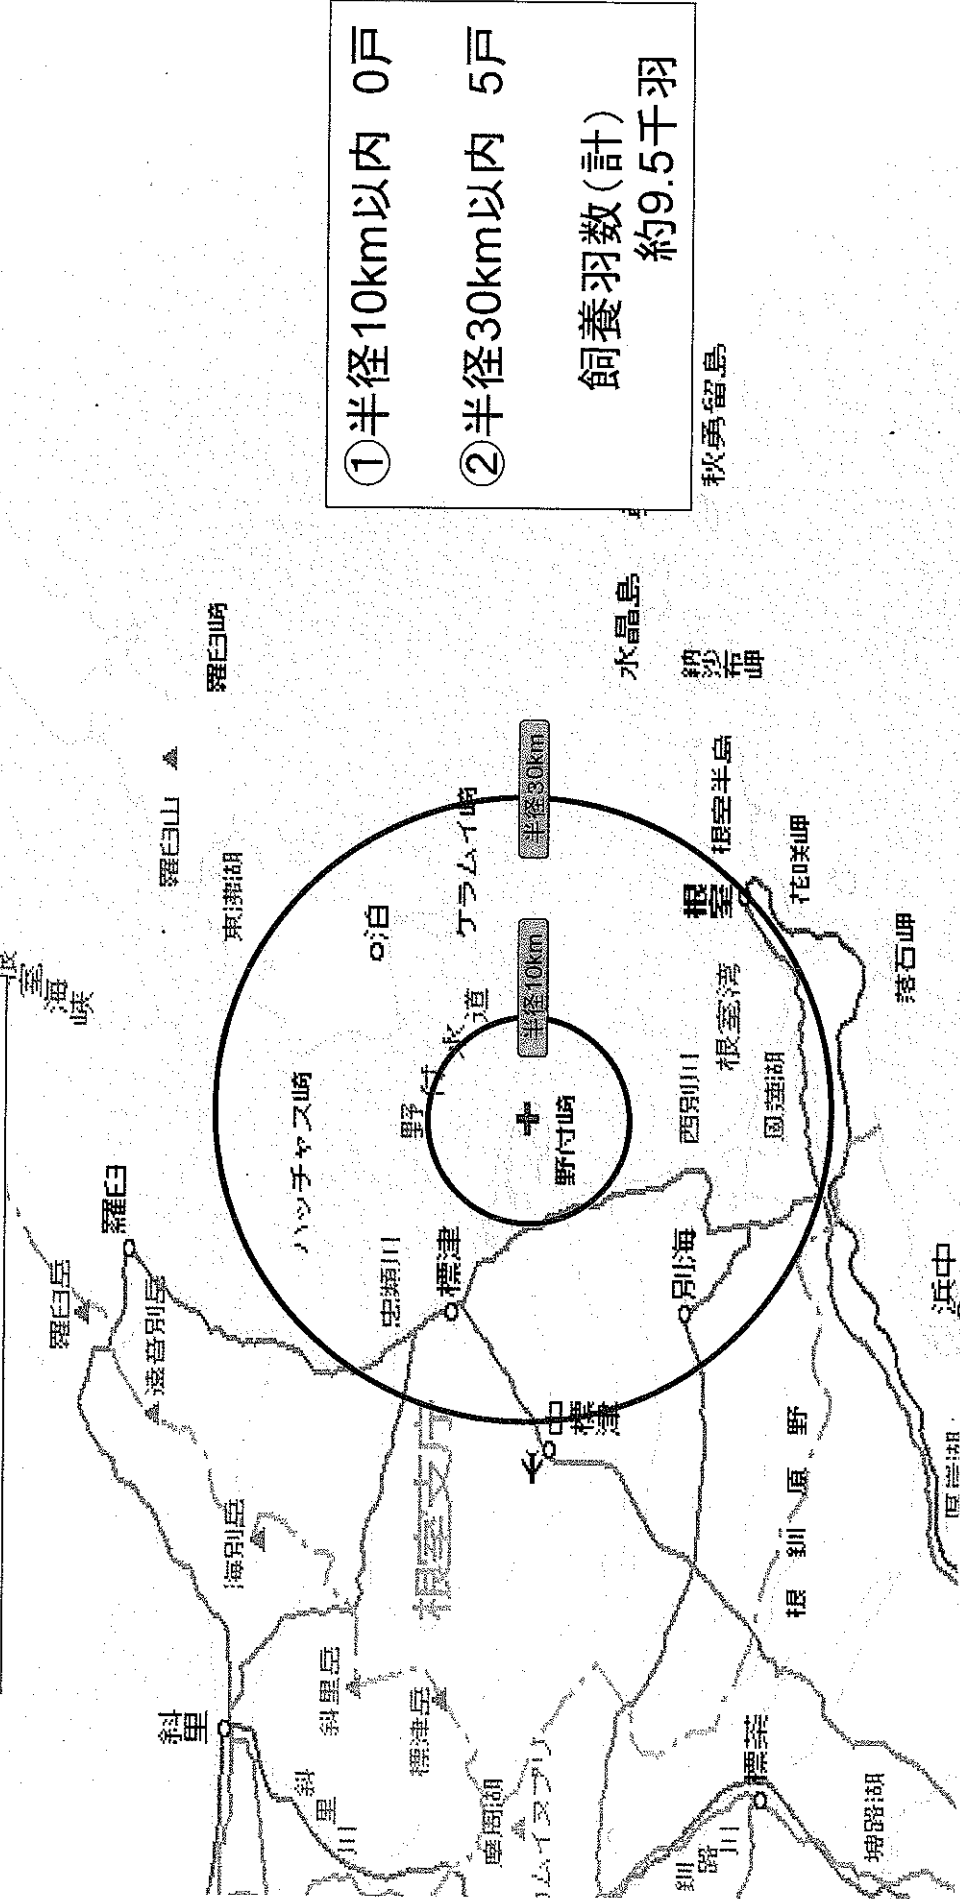 ①半径10km以内 0戸
②半径30km以内 5戸
飼養羽数(計)
約9.5千羽
室
海
峡
羅臼
羅臼岳
遠音別岳
海別岳
斜
里
斜里岳
標津岳
斜
里
川
摩周湖
根室支庁
忠類川
標津
ハッチャス崎
東沸湖
羅臼山
羅臼崎
泊
ケラムイ崎
野
付
水
道
半径10km
半径30km
野付崎
別海
西別川
風蓮湖
根室湾
根
室
根室半島
花咲岬
落石岬
水晶島
納
沙
布
岬
秋勇留島
標
津
根
釧
原
野
浜中
標茶
釧
路
川
塘路湖